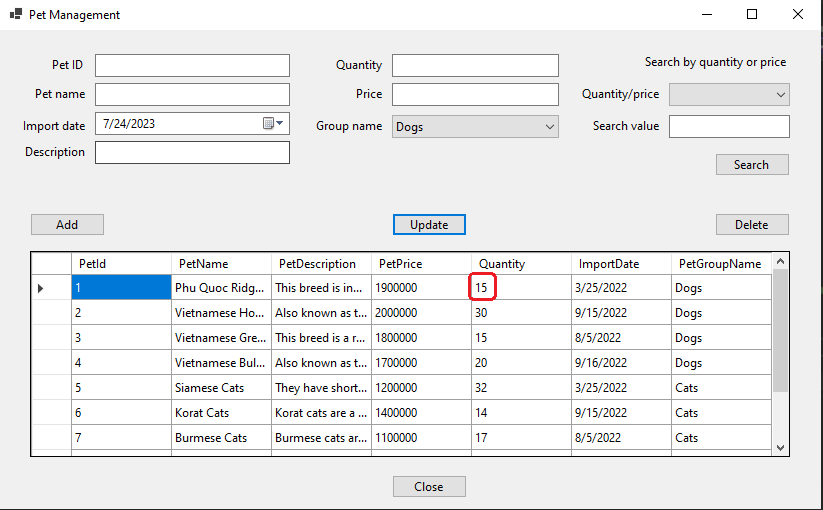 Pet Management
Pet ID Quantity Search by quantity or price
Pet name Price Quantity/price
Import date 7/24/2023 Group name Dogs Search value
Description
Search
Add Update Delete
PetId PetName PetDescription PetPrice Quantity ImportDate PetGroupName
1 Phu Quoc Ridg... This breed is in... 1900000 15 3/25/2022 Dogs
2 Vietnamese Ho... Also known as t... 2000000 30 9/15/2022 Dogs
3 Vietnamese Gre... This breed is a r... 1800000 15 8/5/2022 Dogs
4 Vietnamese Bul... Also known as t... 1700000 20 9/16/2022 Dogs
5 Siamese Cats They have short... 1200000 32 3/25/2022 Cats
6 Korat Cats Korat cats are a ... 1400000 14 9/15/2022 Cats
7 Burmese Cats Burmese cats ar... 1100000 17 8/5/2022 Cats
Close